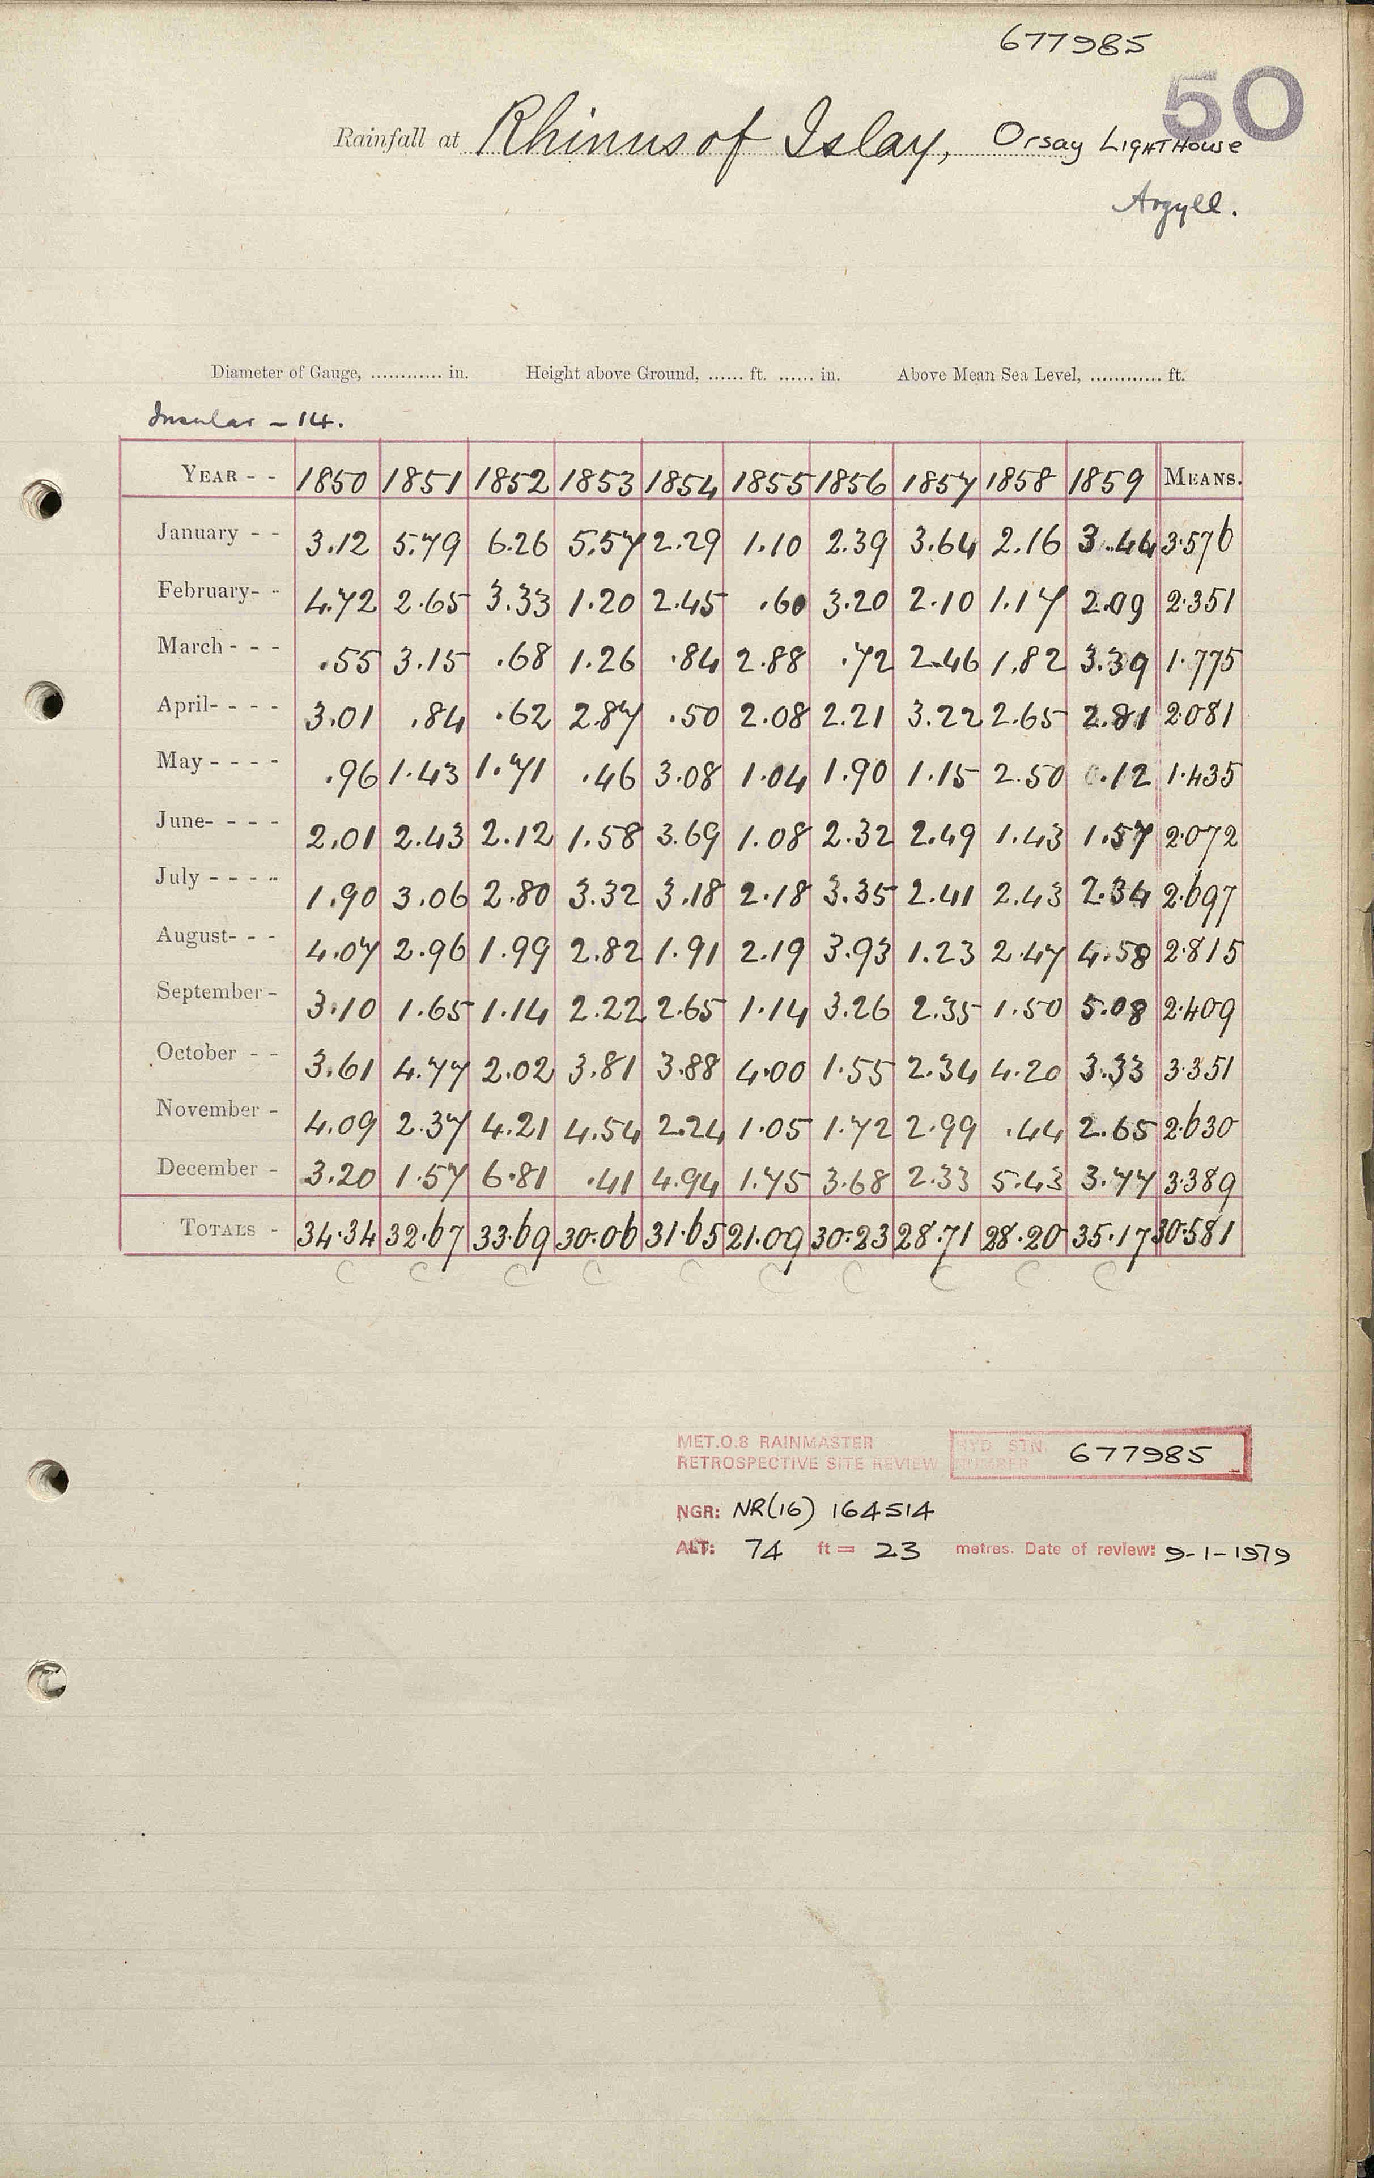 677985
50
Rainfall at Rhinns of Islay, Orsay LigHTHouse
Argyll.
Diameter of Gauge, ............ in. Height above Ground, ...... ft. ...... in. Above Mean Sea Level, ............ ft.
Insular - 14.
YEAR - - 1850 1851 1852 1853 1854 1855 1856 1857 1858 1859 MEANS.
January - - 3.12 5.79 6.26 5.57 2.29 1.10 2.39 3.64 2.16 3.44 3.576
February- - 4.72 2.65 3.33 1.20 2.45 .60 3.20 2.10 1.17 2.09 2.351
March - - - .55 3.15 .68 1.26 .84 2.88 .72 2.46 1.82 3.39 1.775
April- - - - 3.01 .84 .62 2.87 .50 2.08 2.21 3.22 2.65 2.81 2.081
May - - - - .96 1.43 1.71 .46 3.08 1.04 1.90 1.15 2.50 0.12 1.435
June- - - - 2.01 2.43 2.12 1.58 3.69 1.08 2.32 2.49 1.43 1.57 2.072
July - - - - 1.90 3.06 2.80 3.32 3.18 2.18 3.35 2.41 2.43 2.34 2.697
August- - - 4.07 2.96 1.99 2.82 1.91 2.19 3.93 1.23 2.47 4.58 2.815
September - 3.10 1.65 1.14 2.22 2.65 1.14 3.26 2.35 1.50 5.08 2.409
October - - 3.61 4.77 2.02 3.81 3.88 4.00 1.55 2.34 4.20 3.33 3.351
November - 4.09 2.37 4.21 4.54 2.24 1.05 1.72 2.99 .44 2.65 2.630
December - 3.20 1.57 6.81 .41 4.94 1.75 3.68 2.33 5.43 3.77 3.389
TOTALS - 34.34 32.67 33.69 30.06 31.65 21.09 30.23 28.71 28.20 35.17 30.581
C C C C C C C C C C
MET.O.8 RAINMASTER
RETROSPECTIVE SITE REVIEW
HYD STN.
NUMBER 677985
NGR: NR(16) 164514
ALT: 74 ft = 23 metres. Date of review: 9-1-1979